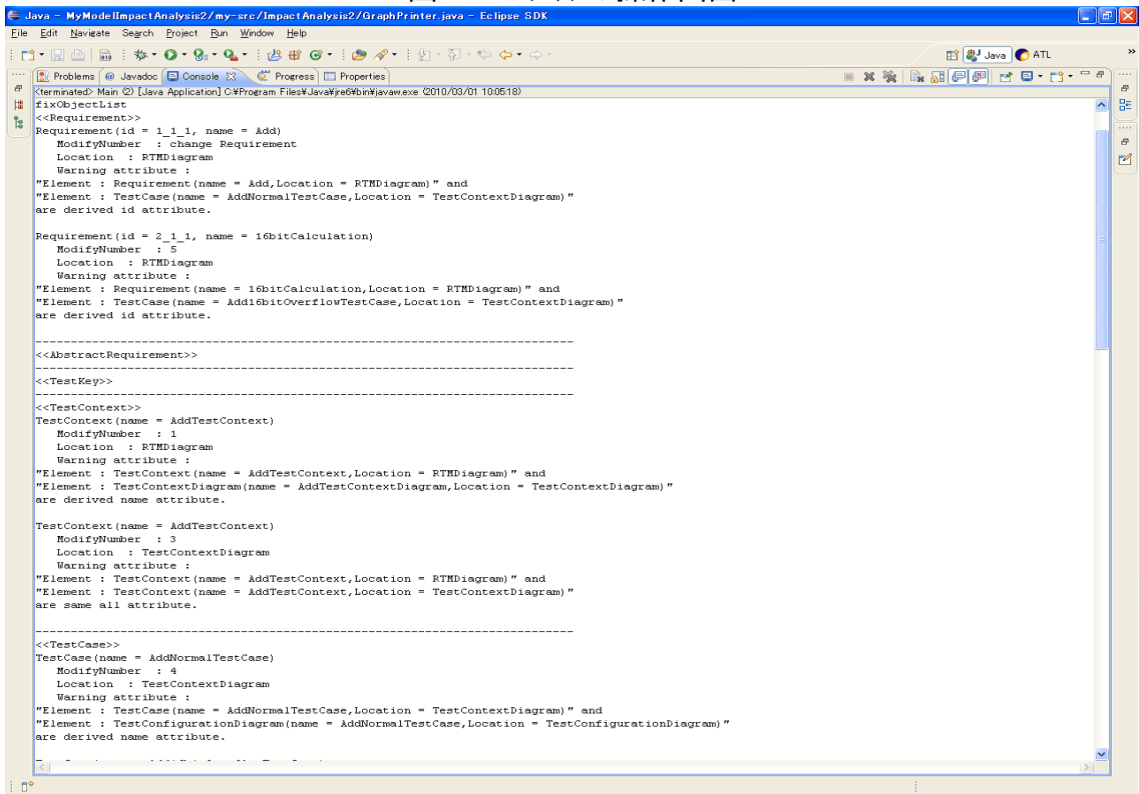 Java - MyModelImpactAnalysis2/my-src/ImpactAnalysis2/GraphPrinter.java - Eclipse SDK
File Edit Navigate Search Project Run Window Help
Java ATL
Problems Javadoc Console Progress Properties
<terminated> Main (2) [Java Application] C:¥Program Files¥Java¥jre6¥bin¥javaw.exe (2010/03/01 10:05:18)
fixObjectList
<<Requirement>>
Requirement(id = 1_1_1, name = Add)
ModifyNumber : change Requirement
Location : RTMDiagram
Warning attribute :
"Element : Requirement(name = Add,Location = RTMDiagram)" and
"Element : TestCase(name = AddNormalTestCase,Location = TestContextDiagram)"
are derived id attribute.
Requirement(id = 2_1_1, name = 16bitCalculation)
ModifyNumber : 5
Location : RTMDiagram
Warning attribute :
"Element : Requirement(name = 16bitCalculation,Location = RTMDiagram)" and
"Element : TestCase(name = Add16bitOverflowTestCase,Location = TestContextDiagram)"
are derived id attribute.
----------------------------------------------------------------------------
<<AbstractRequirement>>
----------------------------------------------------------------------------
<<TestKey>>
----------------------------------------------------------------------------
<<TestContext>>
TestContext(name = AddTestContext)
ModifyNumber : 1
Location : RTMDiagram
Warning attribute :
"Element : TestContext(name = AddTestContext,Location = RTMDiagram)" and
"Element : TestContextDiagram(name = AddTestContextDiagram,Location = TestContextDiagram)"
are derived name attribute.
TestContext(name = AddTestContext)
ModifyNumber : 3
Location : TestContextDiagram
Warning attribute :
"Element : TestContext(name = AddTestContext,Location = RTMDiagram)" and
"Element : TestContext(name = AddTestContext,Location = TestContextDiagram)"
are same all attribute.
----------------------------------------------------------------------------
<<TestCase>>
TestCase(name = AddNormalTestCase)
ModifyNumber : 4
Location : TestContextDiagram
Warning attribute :
"Element : TestCase(name = AddNormalTestCase,Location = TestContextDiagram)" and
"Element : TestConfigurationDiagram(name = AddNormalTestCase,Location = TestConfigurationDiagram)"
are derived name attribute.